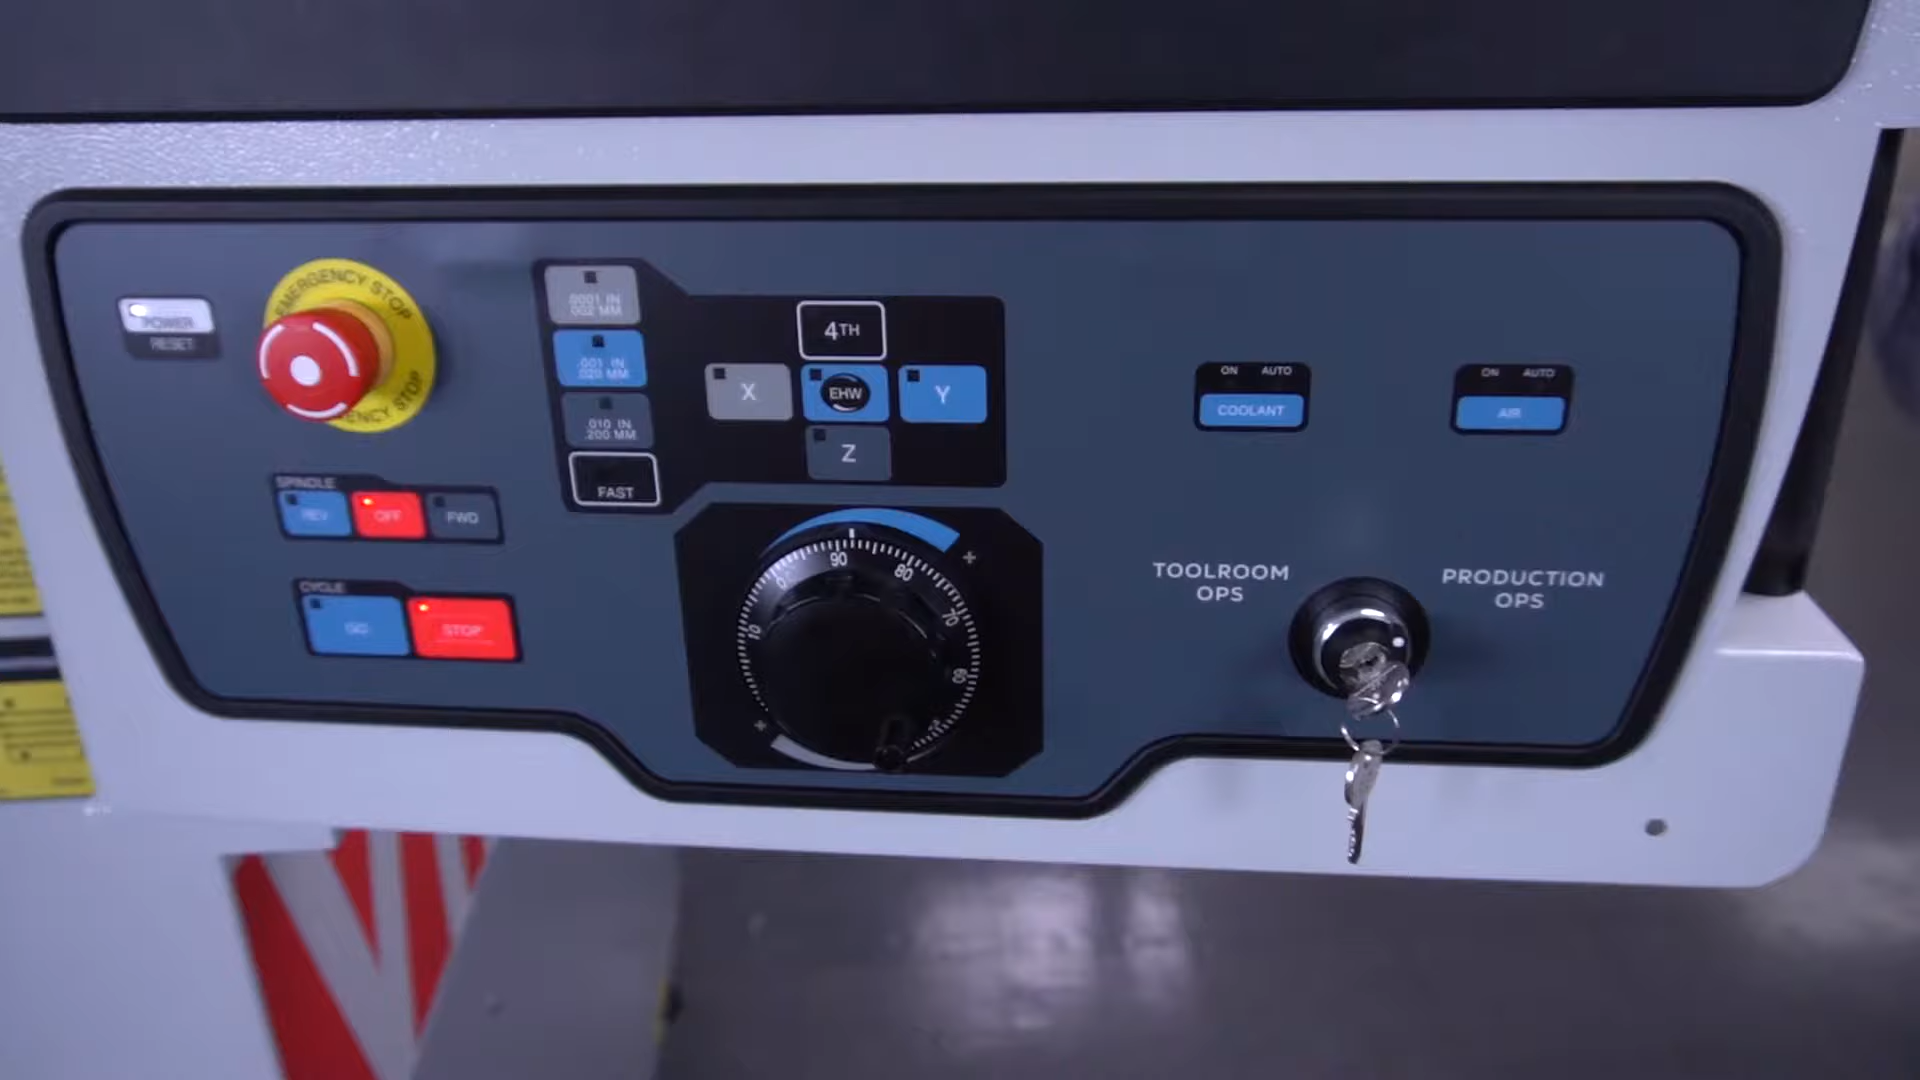 POWER
RESET
EMERGENCY STOP
EMERGENCY STOP
SPINDLE
REV
OFF
FWD
CYCLE
GO
STOP
.0001 IN
.002 MM
.001 IN
.020 MM
.010 IN
.200 MM
FAST
4TH
X
EHW
Y
Z
90
80
70
60
10
+
ON AUTO
COOLANT
ON AUTO
AIR
TOOLROOM
OPS
PRODUCTION
OPS